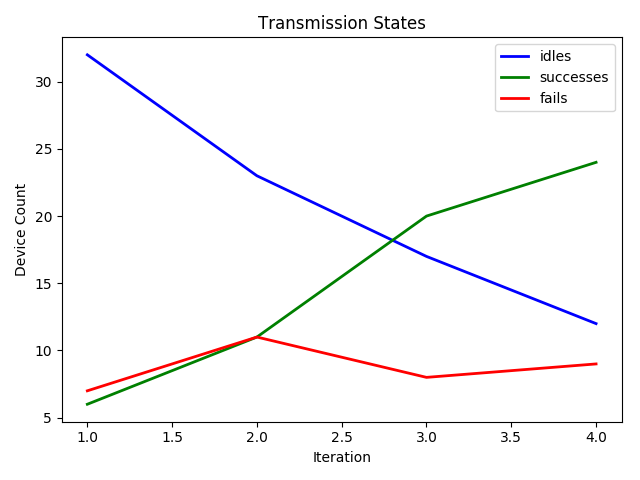 Transmission States
idles
successes
fails
Device Count
30
25
20
15
10
5
1.0 1.5 2.0 2.5 3.0 3.5 4.0
Iteration